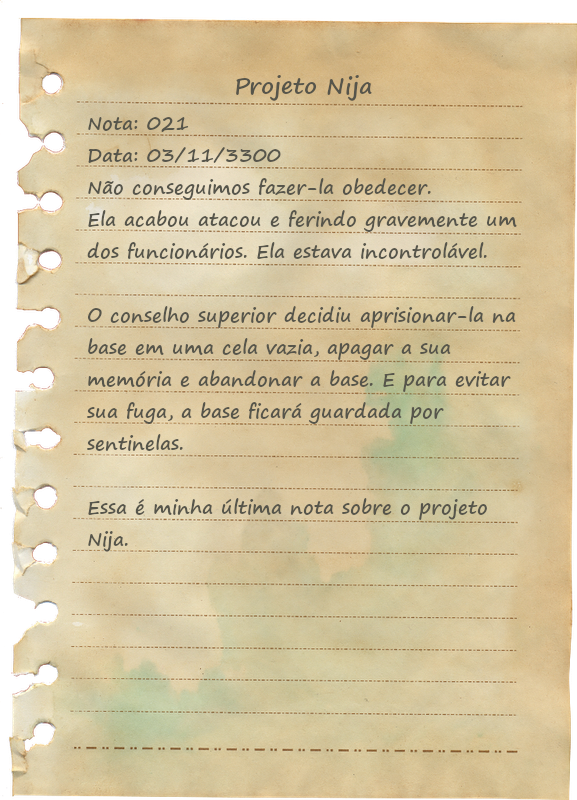 Projeto Nija
Nota: 021
Data: 03/11/3300
Não conseguimos fazer-la obedecer.
Ela acabou atacou e ferindo gravemente um
dos funcionários. Ela estava incontrolável.
O conselho superior decidiu aprisionar-la na
base em uma cela vazia, apagar a sua
memória e abandonar a base. E para evitar
sua fuga, a base ficará guardada por
sentinelas.
Essa é minha última nota sobre o projeto
Nija.